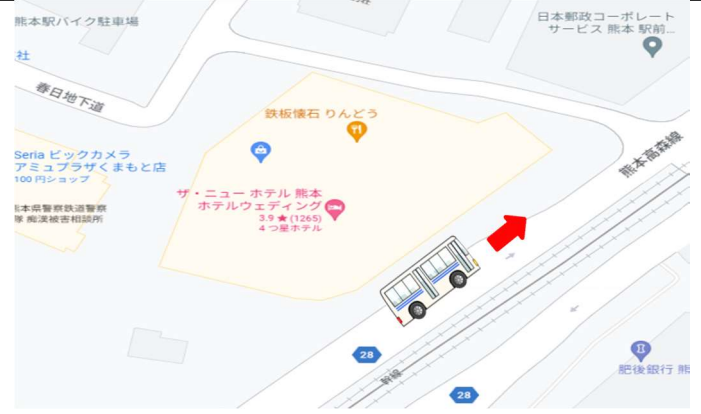 熊本駅バイク駐車場
社
春日地下道
日本郵政コーポレート
サービス 熊本 駅前...
鉄板懐石 りんどう
熊本高森線
Seria ビックカメラ
アミュプラザくまもと店
100 円ショップ
本県警察鉄道警察
隊 痴漢被害相談所
ザ・ニュー ホテル 熊本
ホテルウェディング
3.9 ★ (1265)
4 つ星ホテル
28
幹線
28
肥後銀行 熊